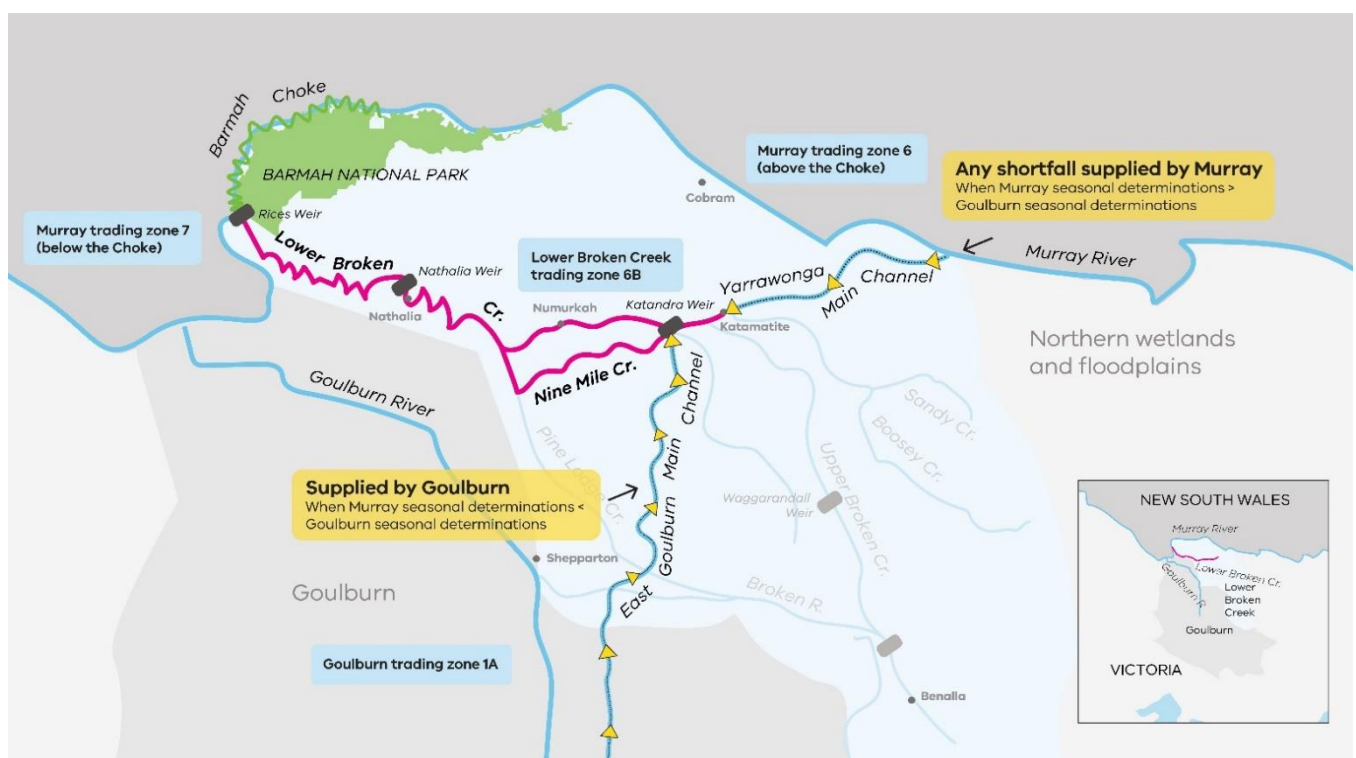 Barmah Choke
BARMAH NATIONAL PARK
Murray trading zone 6
(above the Choke)
Any shortfall supplied by Murray
When Murray seasonal determinations >
Goulburn seasonal determinations
Cobram
Rices Weir
Murray trading zone 7
(below the Choke)
Lower Broken Cr.
Nathalia Weir
Nathalia
Lower Broken Creek
trading zone 6B
Yarrawonga Main Channel
Murray River
Numurkah
Katandra Weir
Katamatite
Northern wetlands
and floodplains
Nine Mile Cr.
Goulburn River
Sandy Cr.
Boosey Cr.
Pine Lodge Cr.
Upper Broken Cr.
Supplied by Goulburn
When Murray seasonal determinations <
Goulburn seasonal determinations
Waggarandall
Weir
East Goulburn Main Channel
Shepparton
Broken R.
Goulburn
Goulburn trading zone 1A
Benalla
NEW SOUTH WALES
Murray River
Lower Broken Cr.
Goulburn R.
Lower
Broken
Creek
Goulburn
VICTORIA